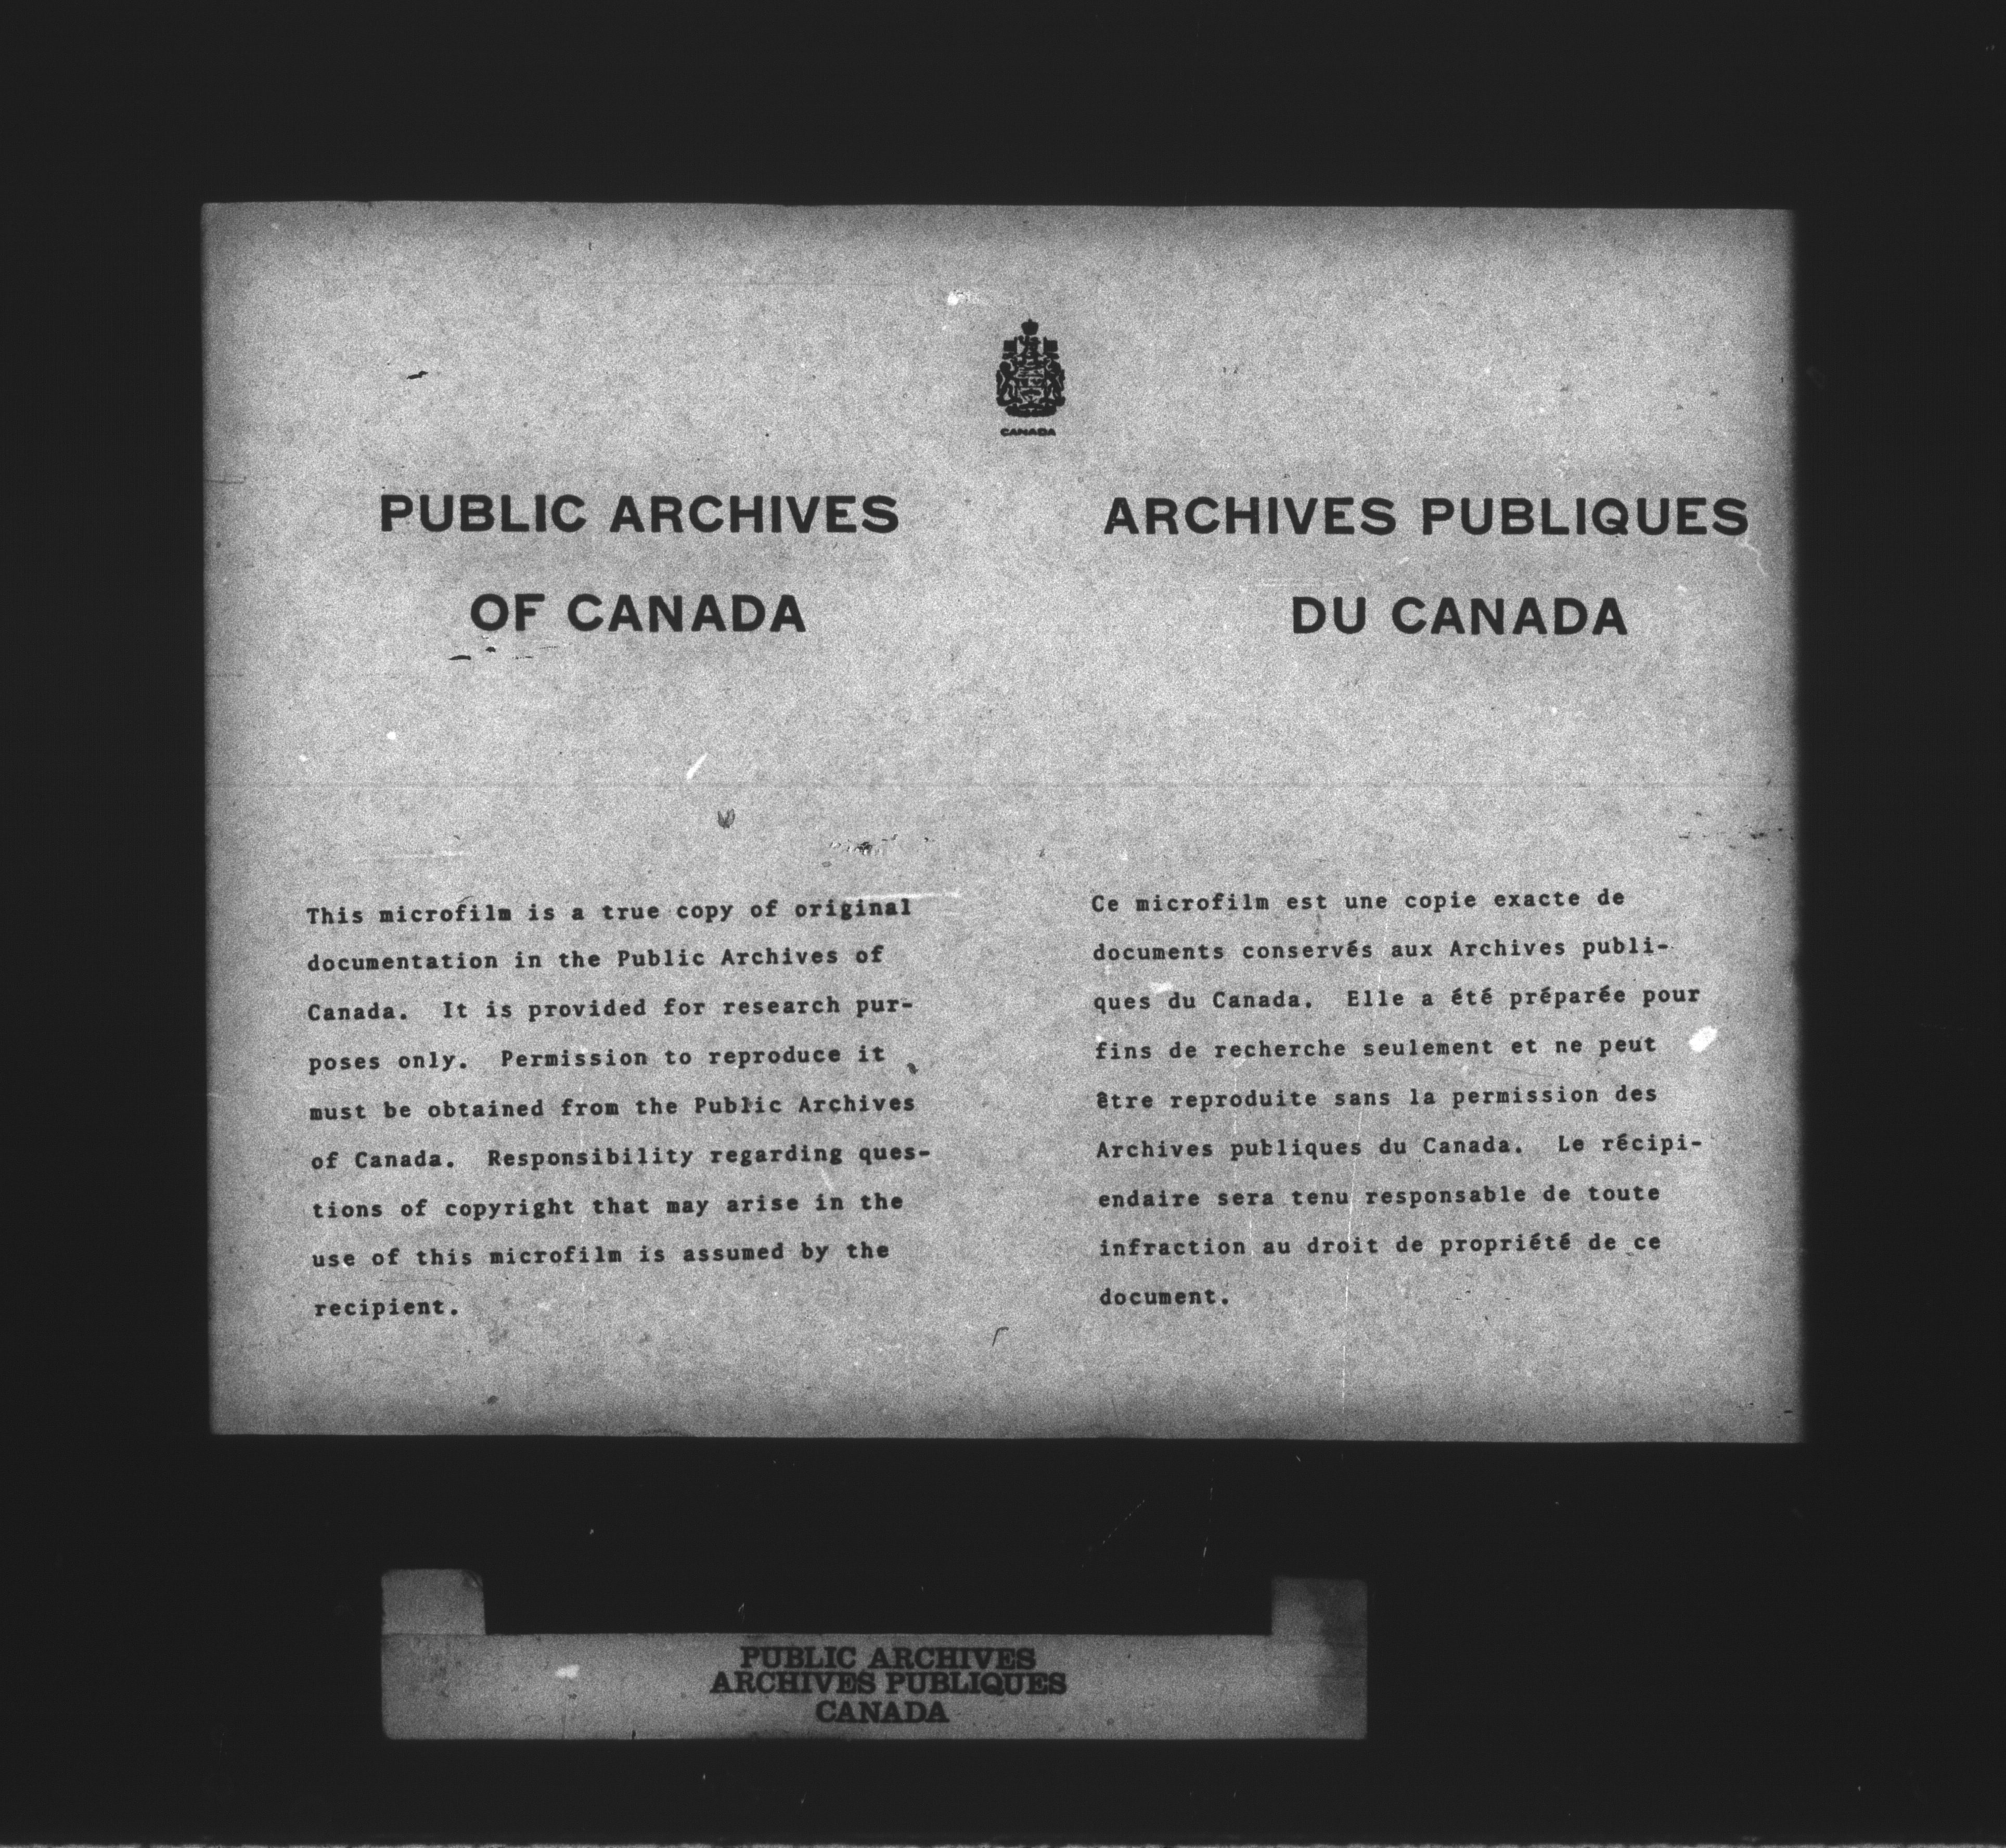 CANADA
PUBLIC ARCHIVES
OF CANADA
This microfilm is a true copy of original
documentation in the Public Archives of
Canada. It is provided for research pur-
poses only. Permission to reproduce it
must be obtained from the Public Archives
of Canada. Responsibility regarding ques-
tions of copyright that may arise in the
use of this microfilm is assumed by the
recipient.
ARCHIVES PUBLIQUES
DU CANADA
Ce microfilm est une copie exacte de
documents conservés aux Archives publi-
ques du Canada. Elle a été préparée pour
fins de recherche seulement et ne peut
être reproduite sans la permission des
Archives publiques du Canada. Le récipi-
endaire sera tenu responsable de toute
infraction au droit de propriété de ce
document.
PUBLIC ARCHIVES
ARCHIVES PUBLIQUES
CANADA